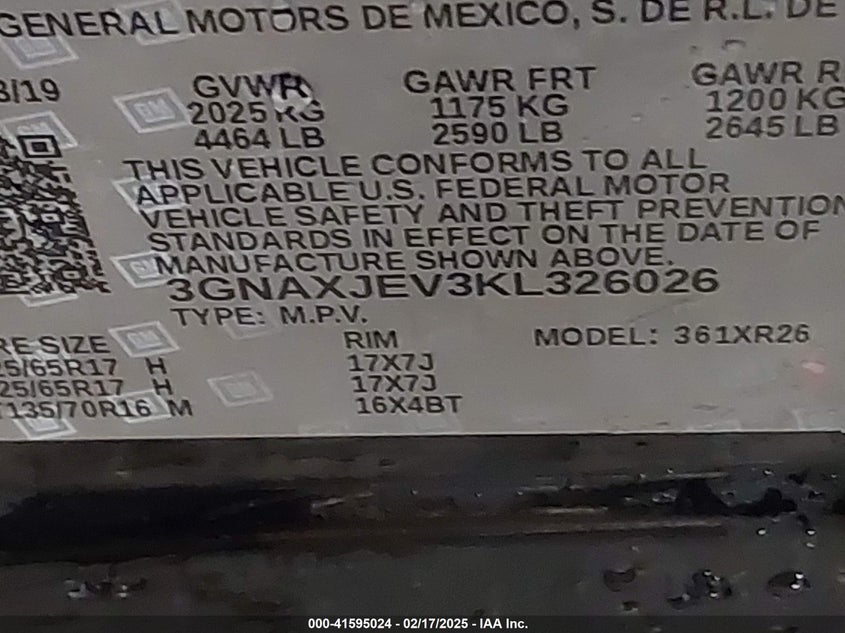 GENERAL MOTORS DE MEXICO, S. DE R.L. DE
3/19 GVWR GAWR FRT GAWR R
2025 KG 1175 KG 1200 KG
4464 LB 2590 LB 2645 LB
THIS VEHICLE CONFORMS TO ALL
APPLICABLE U.S. FEDERAL MOTOR
VEHICLE SAFETY AND THEFT PREVENTION
STANDARDS IN EFFECT ON THE DATE OF
MANUFACTURE SHOWN ABOVE.
3GNAXJEV3KL326026
TYPE: M.P.V.
RE SIZE RIM MODEL: 361XR26
25/65R17 H 17X7J
25/65R17 H 17X7J
T135/70R16 M 16X4BT
000-41595024 - 02/17/2025 - IAA Inc.